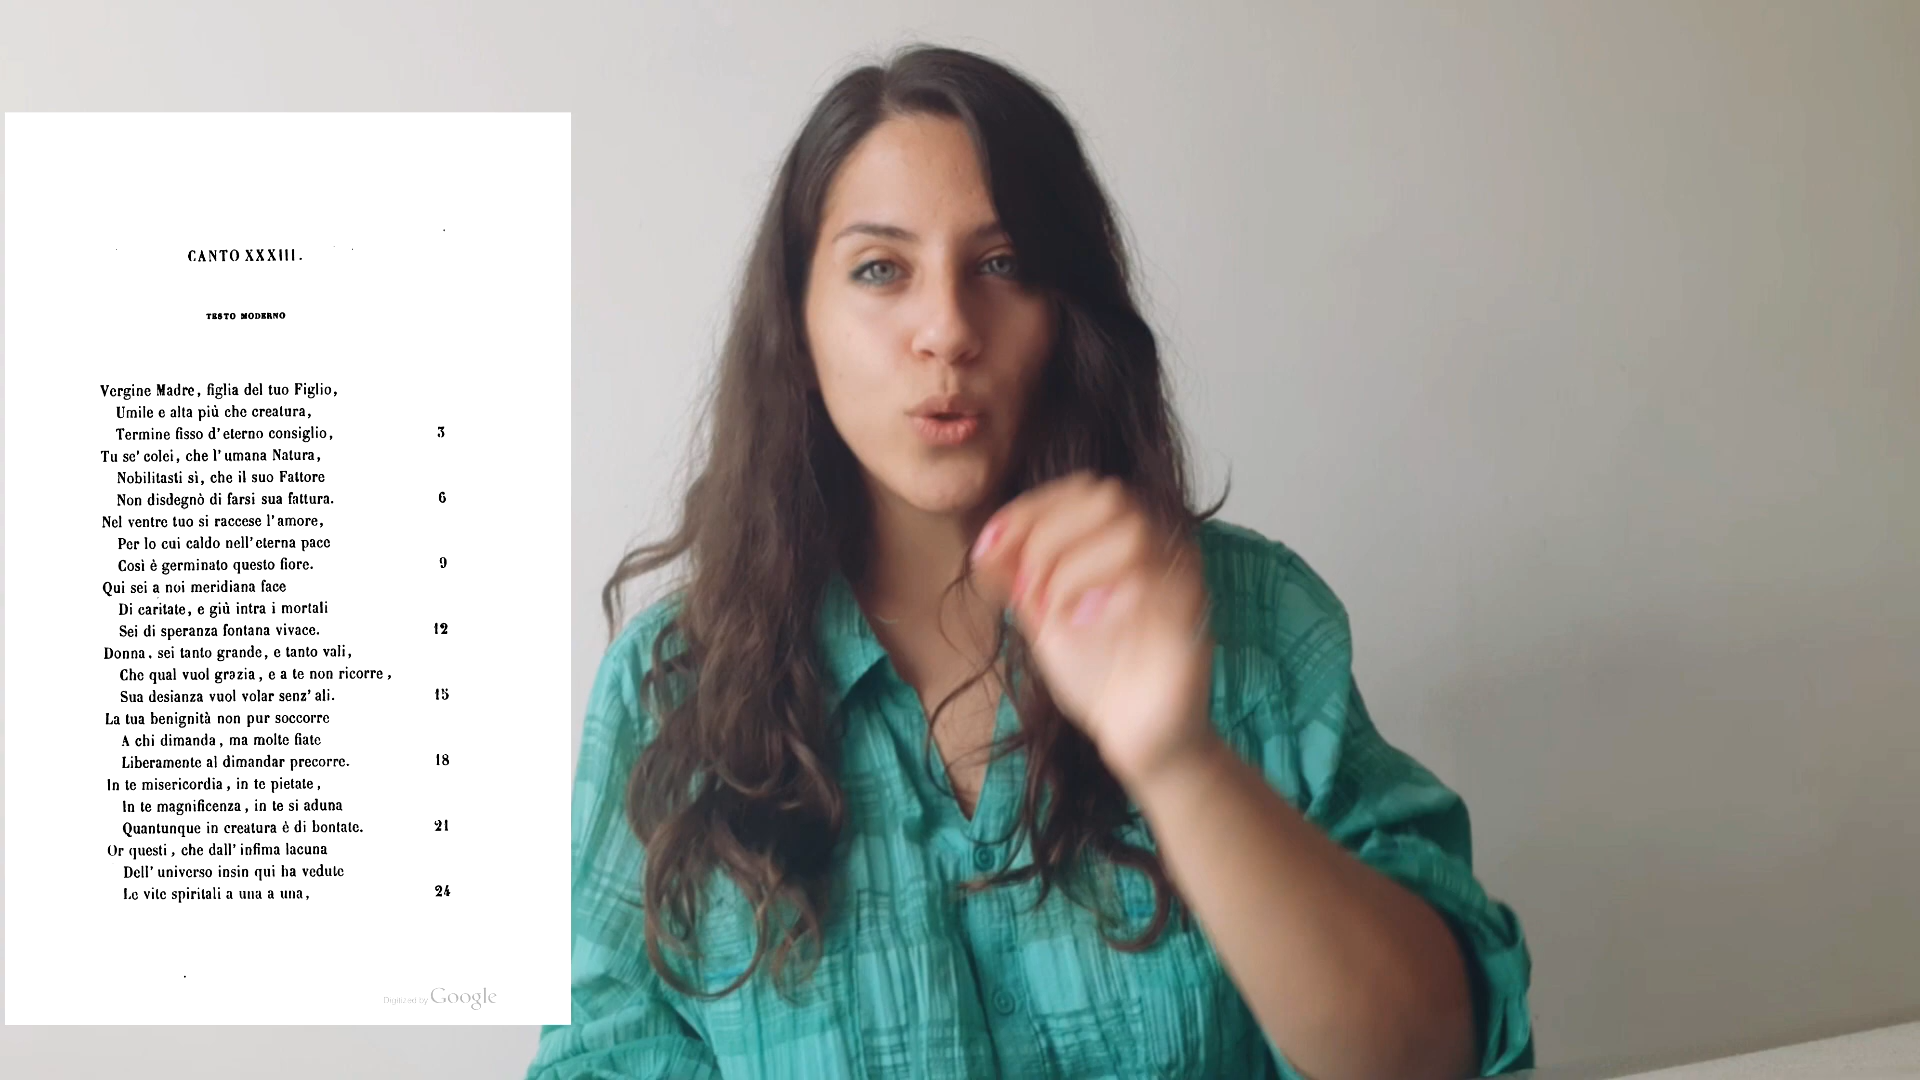 CANTO XXXIII.
TESTO MODERNO
Vergine Madre, figlia del tuo Figlio,
Umile e alta più che creatura,
Termine fisso d'eterno consiglio, 3
Tu se' colei, che l'umana Natura,
Nobilitasti sì, che il suo Fattore
Non disdegnò di farsi sua fattura. 6
Nel ventre tuo si raccese l'amore,
Per lo cui caldo nell'eterna pace
Così è germinato questo fiore. 9
Qui sei a noi meridiana face
Di caritate, e giù intra i mortali
Sei di speranza fontana vivace. 12
Donna, sei tanto grande, e tanto vali,
Che qual vuol grazia, e a te non ricorre,
Sua desianza vuol volar senz'ali. 15
La tua benignità non pur soccorre
A chi dimanda, ma molte fiate
Liberamente al dimandar precorre. 18
In te misericordia, in te pietate,
In te magnificenza, in te si aduna
Quantunque in creatura è di bontate. 21
Or questi, che dall'infima lacuna
Dell'universo insin qui ha vedute
Le vite spiritali a una a una, 24
Digitized by Google